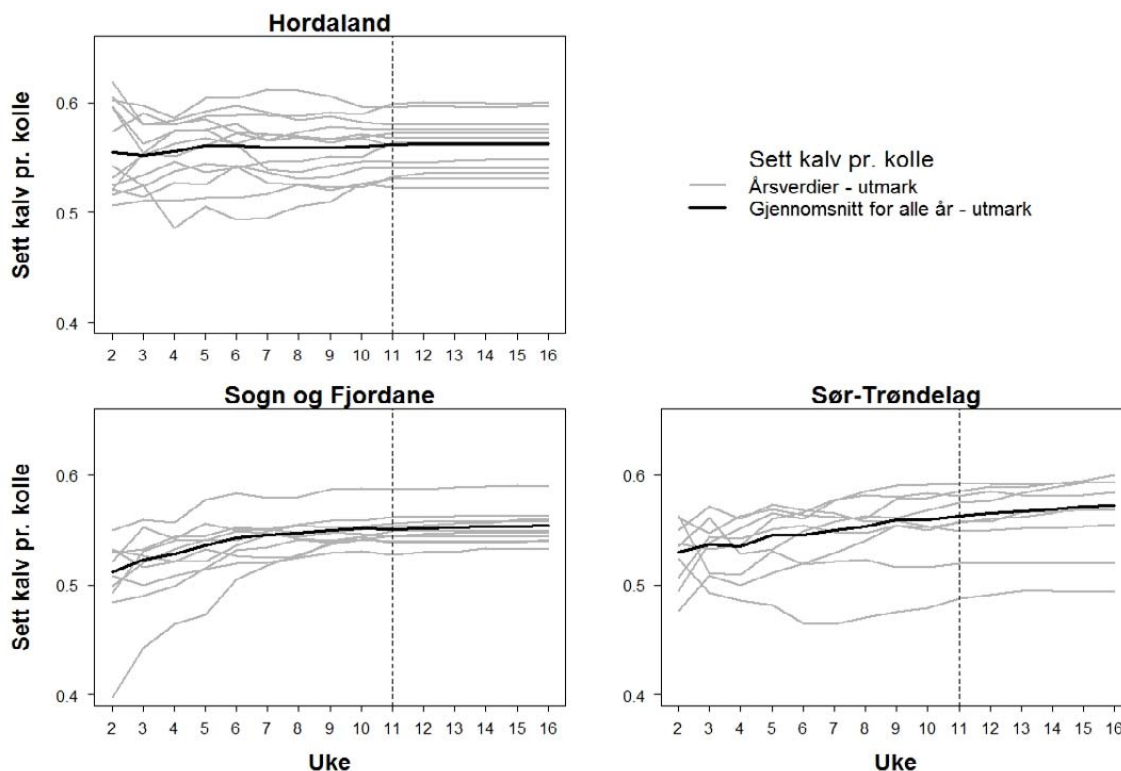 Hordaland
Sett kalv pr. kolle
0.6
0.5
0.4
2 3 4 5 6 7 8 9 10 11 12 13 14 15 16
Sett kalv pr. kolle
Årsverdier - utmark
Gjennomsnitt for alle år - utmark
Sogn og Fjordane
Sett kalv pr. kolle
0.6
0.5
0.4
2 3 4 5 6 7 8 9 10 11 12 13 14 15 16
Uke
Sør-Trøndelag
0.6
0.5
0.4
2 3 4 5 6 7 8 9 10 11 12 13 14 15 16
Uke